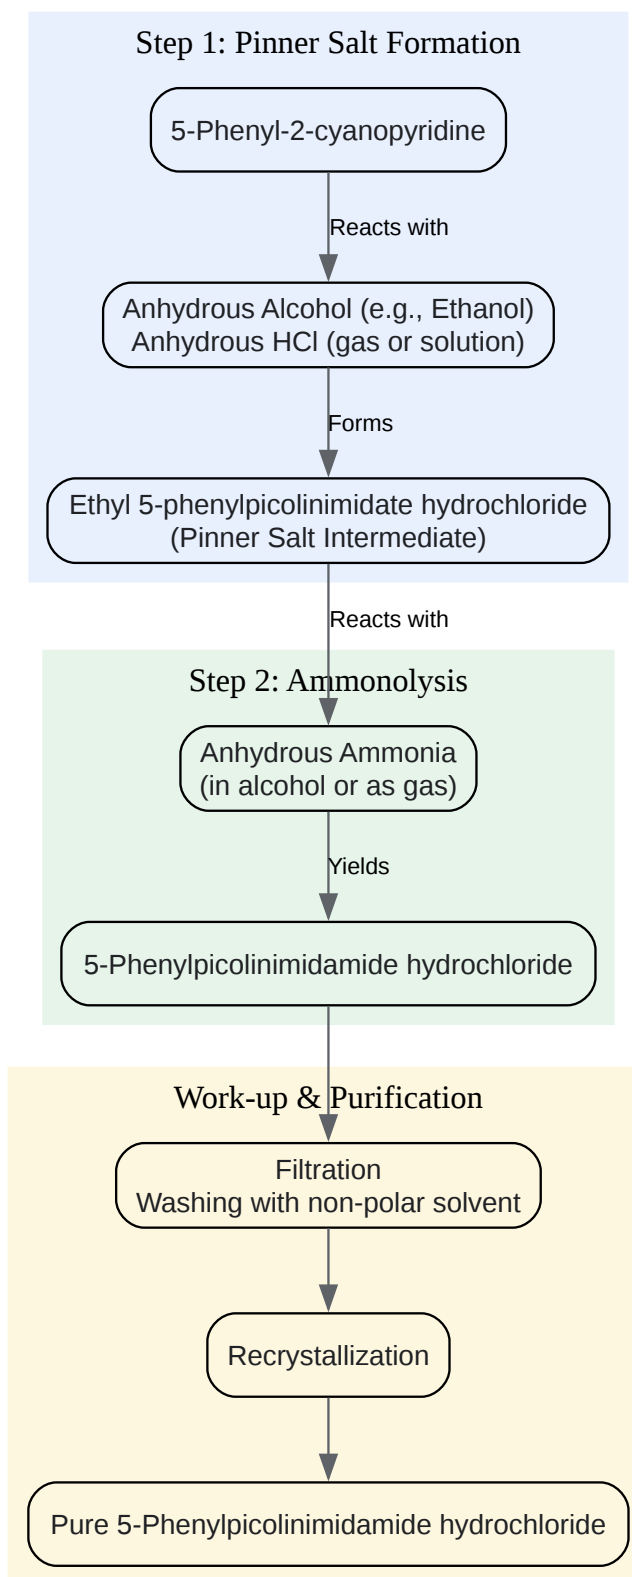 Step 1: Pinner Salt Formation
5-Phenyl-2-cyanopyridine
Reacts with
Anhydrous Alcohol (e.g., Ethanol)
Anhydrous HCl (gas or solution)
Forms
Ethyl 5-phenylpicolinimidate hydrochloride
(Pinner Salt Intermediate)
Reacts with
Step 2: Ammonolysis
Anhydrous Ammonia
(in alcohol or as gas)
Yields
5-Phenylpicolinimidamide hydrochloride
Work-up & Purification
Filtration
Washing with non-polar solvent
Recrystallization
Pure 5-Phenylpicolinimidamide hydrochloride